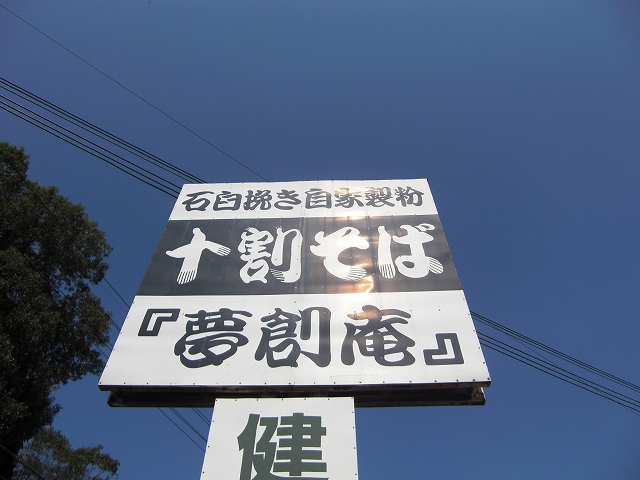 石臼挽き自家製粉
十割そば
『夢創庵』
健